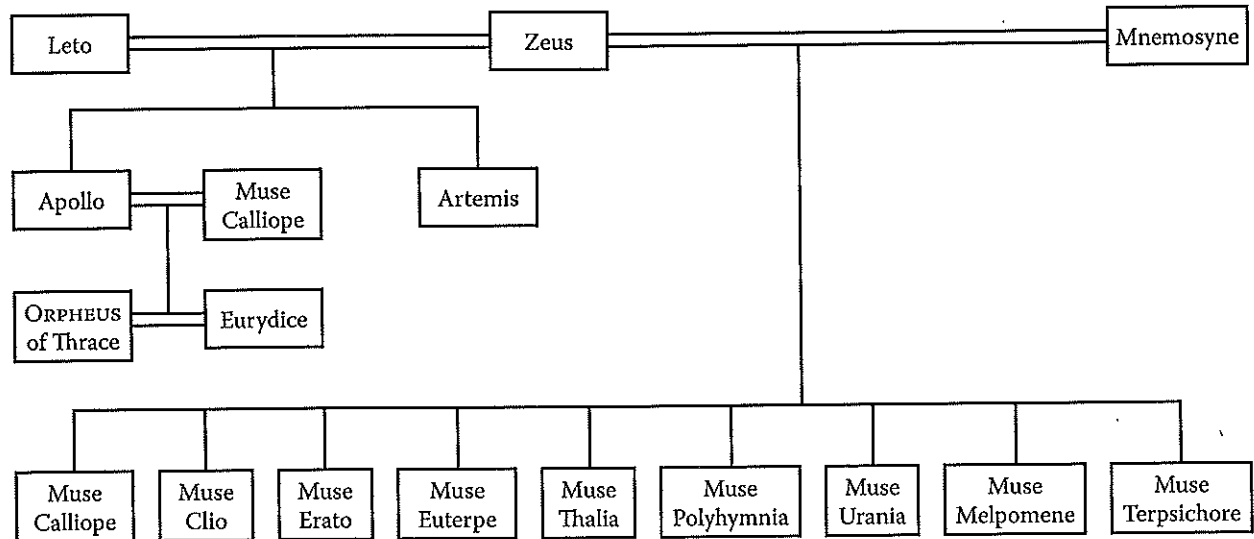 Leto
Zeus
Mnemosyne
Apollo
Muse
Calliope
Artemis
ORPHEUS
of Thrace
Eurydice
Muse
Calliope
Muse
Clio
Muse
Erato
Muse
Euterpe
Muse
Thalia
Muse
Polyhymnia
Muse
Urania
Muse
Melpomene
Muse
Terpsichore